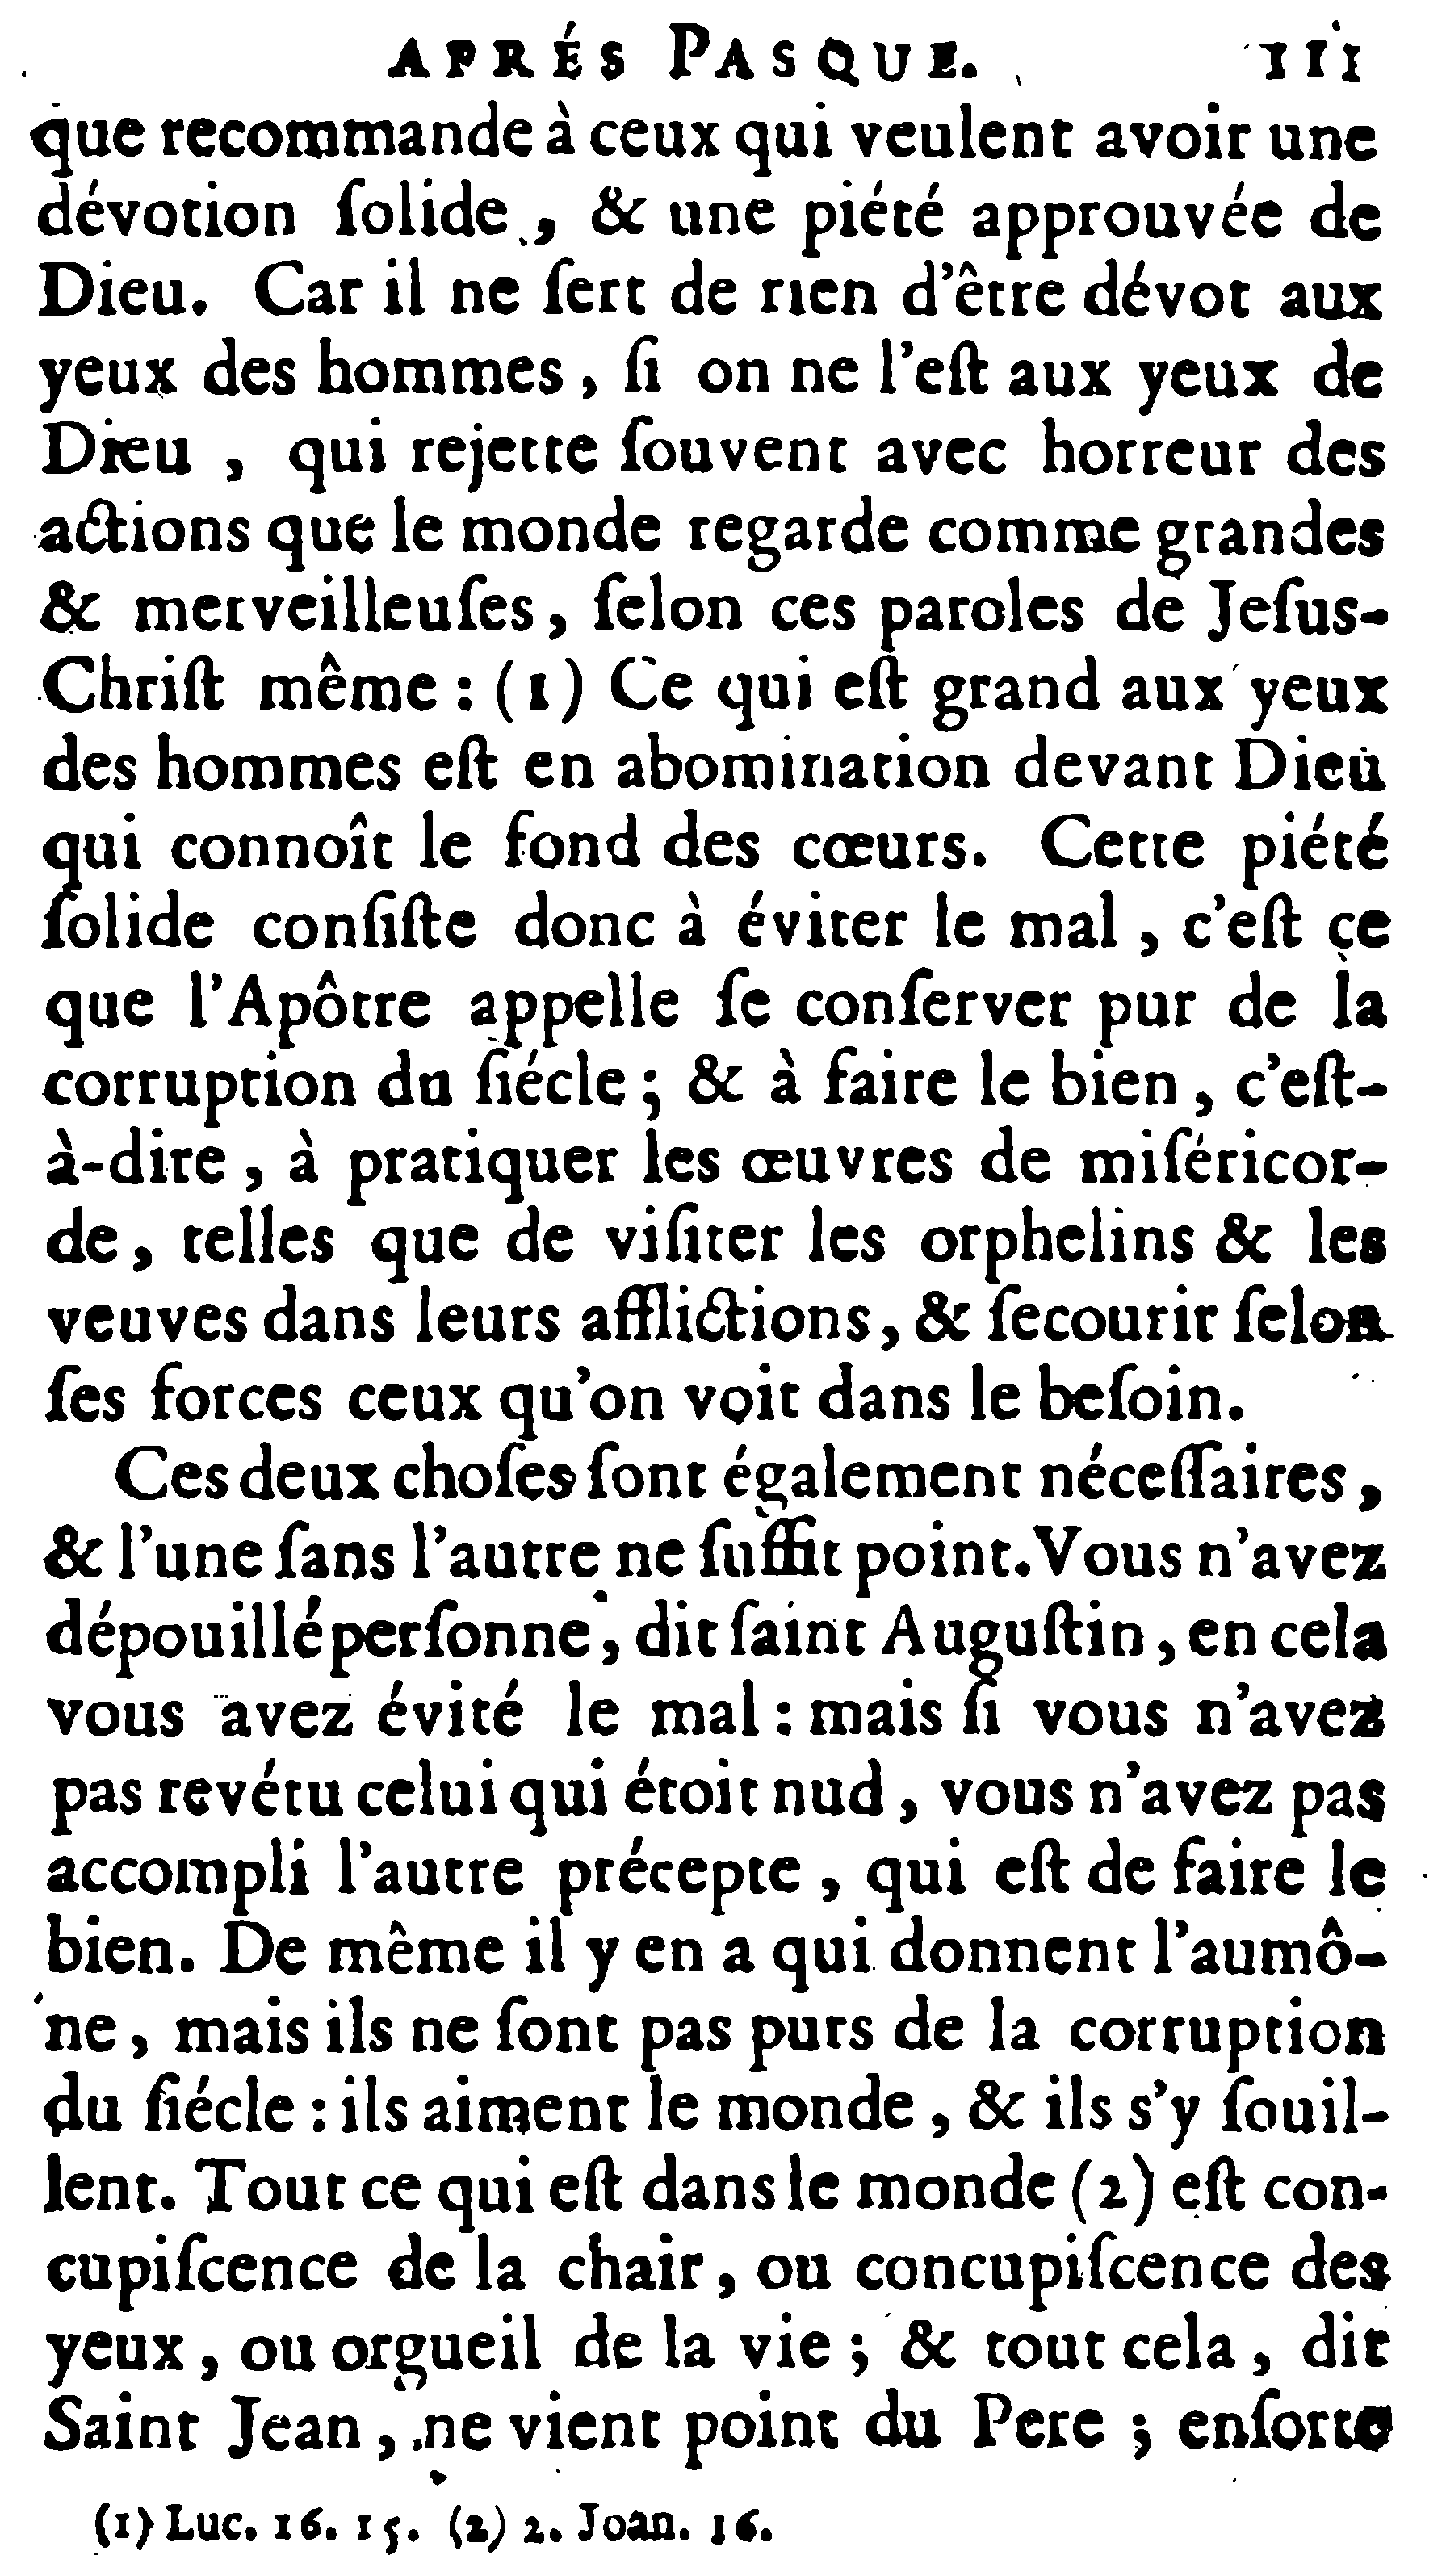 APRÉS PASQUE. 111
que recommande à ceux qui veulent avoir une
dévotion ſolide, & une piété approuvée de
Dieu. Car il ne ſert de rien d'être dévot aux
yeux des hommes, ſi on ne l'eſt aux yeux de
Dieu, qui rejette ſouvent avec horreur des
actions que le monde regarde comme grandes
& merveilleuſes, ſelon ces paroles de Jeſus-
Chriſt même : (1) Ce qui eſt grand aux yeux
des hommes eſt en abomination devant Dieu
qui connoît le fond des cœurs. Cette piété
ſolide conſiſte donc à éviter le mal, c'eſt ce
que l'Apôtre appelle ſe conſerver pur de la
corruption du ſiécle ; & à faire le bien, c'eſt-
à-dire, à pratiquer les œuvres de miſéricor-
de, telles que de viſiter les orphelins & les
veuves dans leurs afflictions, & ſecourir ſelon
ſes forces ceux qu'on voit dans le beſoin.
Ces deux choſes ſont également néceſſaires,
& l'une ſans l'autre ne ſuffit point. Vous n'avez
dépouillé perſonne, dit ſaint Auguſtin, en cela
vous avez évité le mal : mais ſi vous n'avez
pas revétu celui qui étoit nud, vous n'avez pas
accompli l'autre précepte, qui eſt de faire le
bien. De même il y en a qui donnent l'aumô-
ne, mais ils ne ſont pas purs de la corruption
du ſiécle : ils aiment le monde, & ils s'y ſouil-
lent. Tout ce qui eſt dans le monde (2) eſt con-
cupiſcence de la chair, ou concupiſcence des
yeux, ou orgueil de la vie ; & tout cela, dit
Saint Jean, ne vient point du Pere ; enſorte
(1) Luc. 16. 15. (2) 2. Joan. 16.